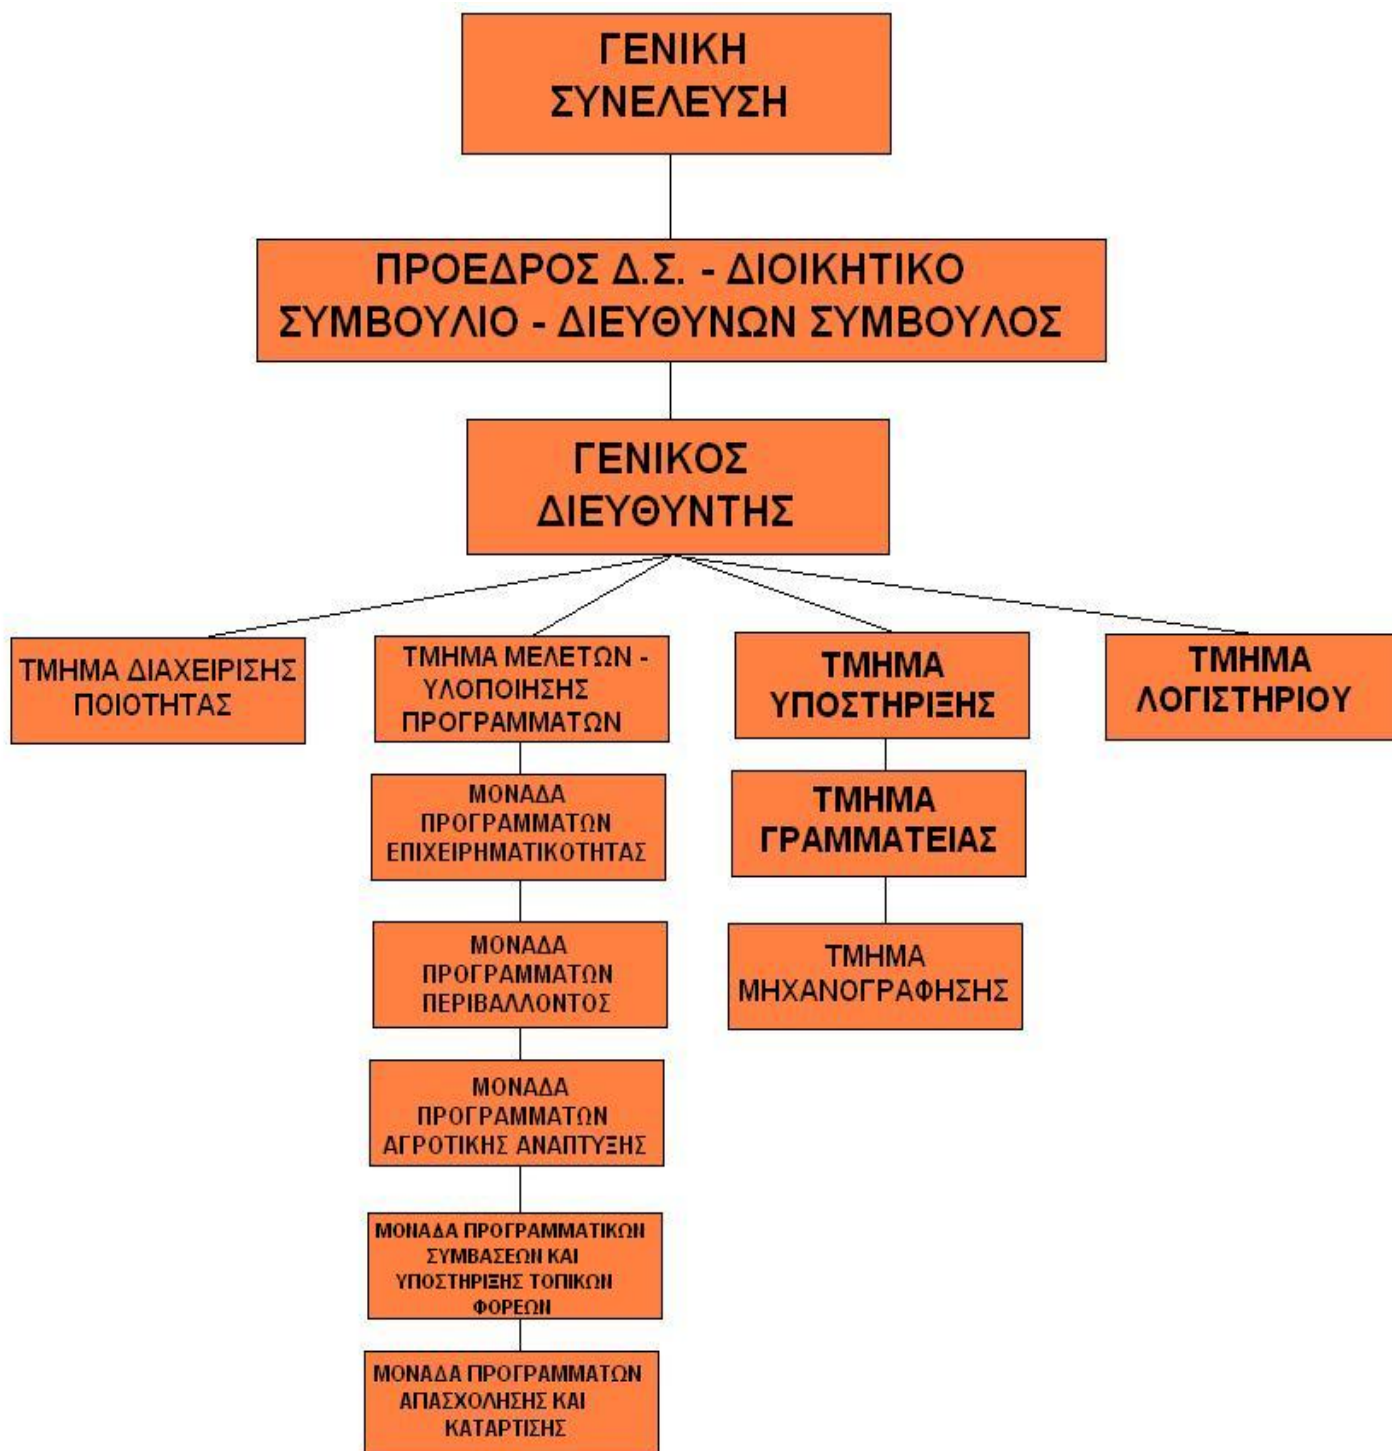 ΓΕΝΙΚΗ
ΣΥΝΕΛΕΥΣΗ
ΠΡΟΕΔΡΟΣ Δ.Σ. - ΔΙΟΙΚΗΤΙΚΟ
ΣΥΜΒΟΥΛΙΟ - ΔΙΕΥΘΥΝΩΝ ΣΥΜΒΟΥΛΟΣ
ΓΕΝΙΚΟΣ
ΔΙΕΥΘΥΝΤΗΣ
ΤΜΗΜΑ ΔΙΑΧΕΙΡΙΣΗΣ
ΠΟΙΟΤΗΤΑΣ
ΤΜΗΜΑ ΜΕΛΕΤΩΝ -
ΥΛΟΠΟΙΗΣΗΣ
ΠΡΟΓΡΑΜΜΑΤΩΝ
ΤΜΗΜΑ
ΥΠΟΣΤΗΡΙΞΗΣ
ΤΜΗΜΑ
ΛΟΓΙΣΤΗΡΙΟΥ
ΜΟΝΑΔΑ
ΠΡΟΓΡΑΜΜΑΤΩΝ
ΕΠΙΧΕΙΡΗΜΑΤΙΚΟΤΗΤΑΣ
ΤΜΗΜΑ
ΓΡΑΜΜΑΤΕΙΑΣ
ΜΟΝΑΔΑ
ΠΡΟΓΡΑΜΜΑΤΩΝ
ΠΕΡΙΒΑΛΛΟΝΤΟΣ
ΤΜΗΜΑ
ΜΗΧΑΝΟΓΡΑΦΗΣΗΣ
ΜΟΝΑΔΑ
ΠΡΟΓΡΑΜΜΑΤΩΝ
ΑΓΡΟΤΙΚΗΣ ΑΝΑΠΤΥΞΗΣ
ΜΟΝΑΔΑ ΠΡΟΓΡΑΜΜΑΤΙΚΩΝ
ΣΥΜΒΑΣΕΩΝ ΚΑΙ
ΥΠΟΣΤΗΡΙΞΗΣ ΤΟΠΙΚΩΝ
ΦΟΡΕΩΝ
ΜΟΝΑΔΑ ΠΡΟΓΡΑΜΜΑΤΩΝ
ΑΠΑΣΧΟΛΗΣΗΣ ΚΑΙ
ΚΑΤΑΡΤΙΣΗΣ